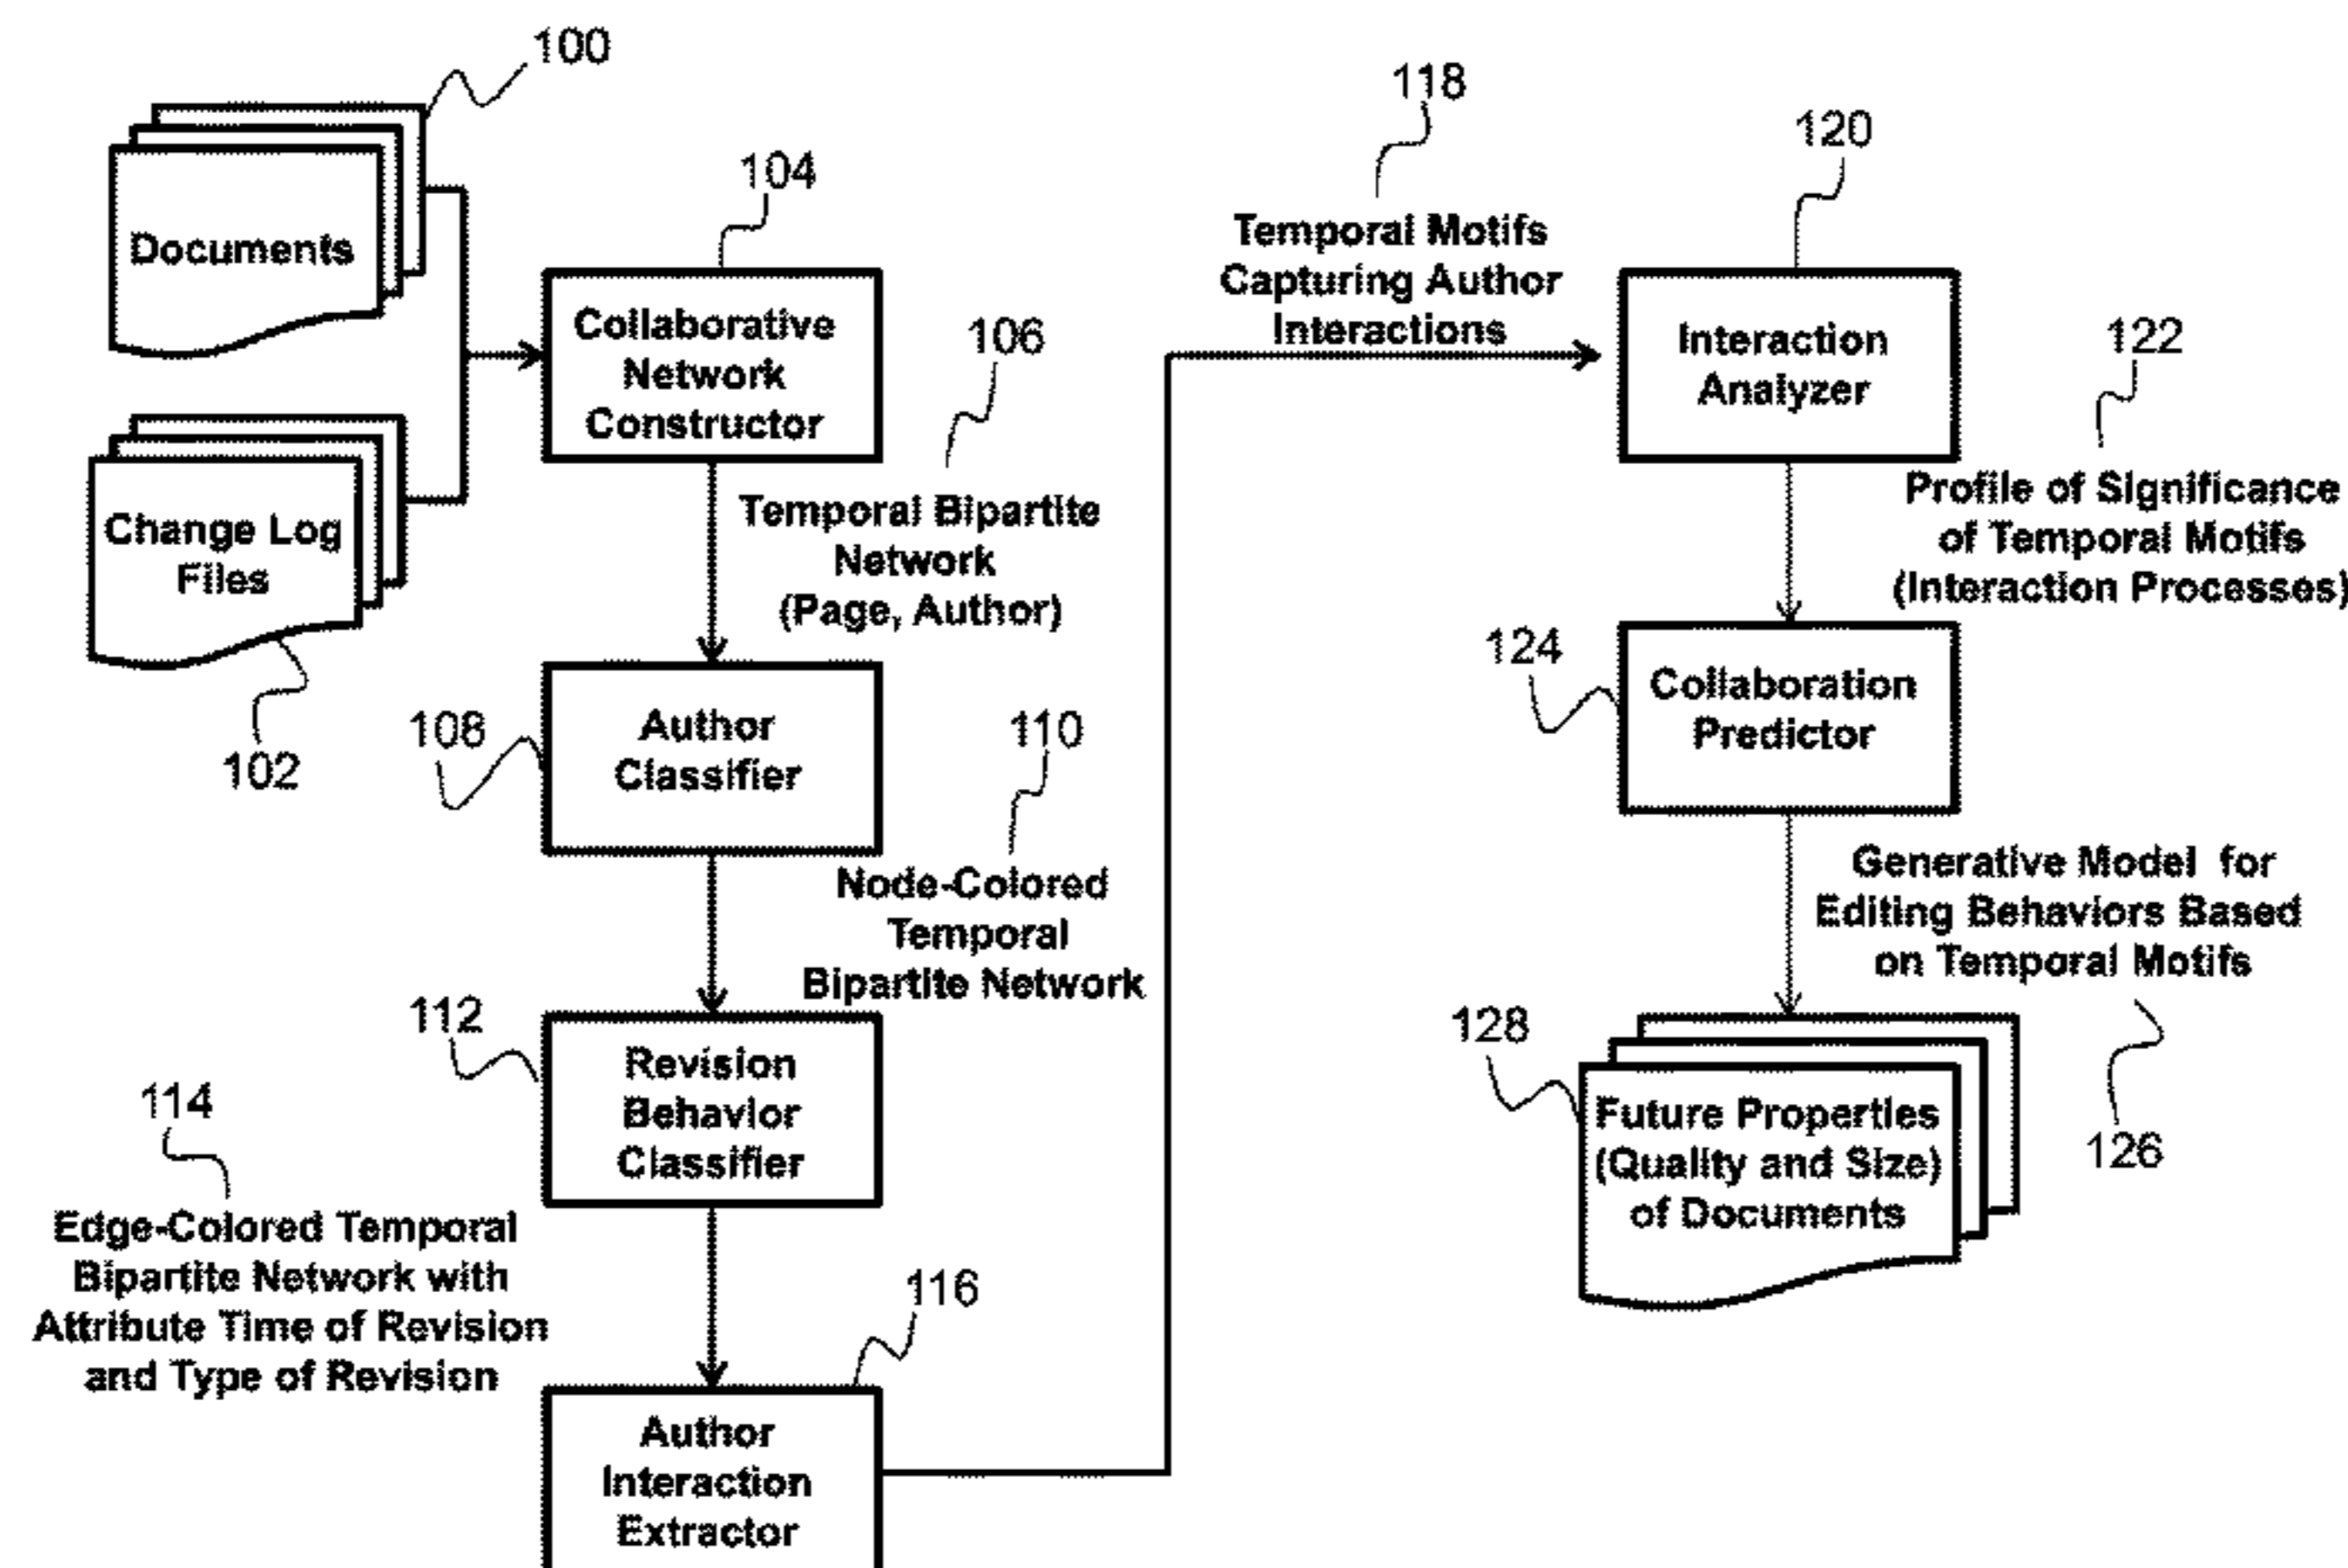 100
Documents
Change Log
Files
102
104
Collaborative
Network
Constructor
106
Temporal Bipartite
Network
(Page, Author)
108
Author
Classifier
110
Node-Colored
Temporal
Bipartite Network
112
Revision
Behavior
Classifier
114
Edge-Colored Temporal
Bipartite Network with
Attribute Time of Revision
and Type of Revision
116
Author
Interaction
Extractor
118
Temporal Motifs
Capturing Author
Interactions
120
Interaction
Analyzer
122
Profile of Significance
of Temporal Motifs
(Interaction Processes)
124
Collaboration
Predictor
Generative Model for
Editing Behaviors Based
on Temporal Motifs
126
128
Future Properties
(Quality and Size)
of Documents